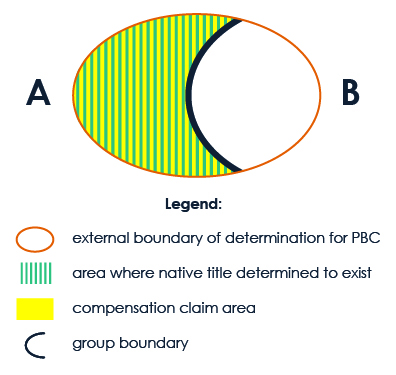 A
B
Legend:
external boundary of determination for PBC
area where native title determined to exist
compensation claim area
group boundary